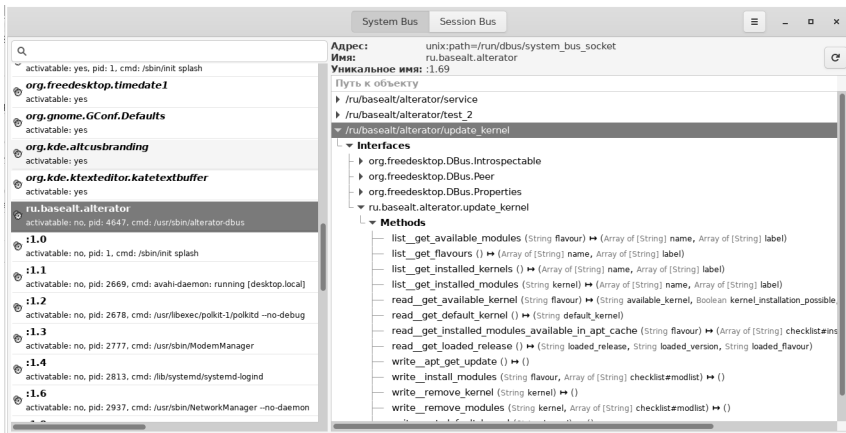 System Bus
Session Bus
activatable: yes, pid: 1, cmd: /sbin/init splash
org.freedesktop.timedate1
activatable: yes
org.gnome.GConf.Defaults
activatable: yes
org.kde.altcusbranding
activatable: yes
org.kde.ktexteditor.katetextbuffer
activatable: yes
ru.basealt.alterator
activatable: no, pid: 4647, cmd: /usr/sbin/alterator-dbus
:1.0
activatable: no, pid: 1, cmd: /sbin/init splash
:1.1
activatable: no, pid: 2669, cmd: avahi-daemon: running [desktop.local]
:1.2
activatable: no, pid: 2678, cmd: /usr/libexec/polkit-1/polkitd --no-debug
:1.3
activatable: no, pid: 2777, cmd: /usr/sbin/ModemManager
:1.4
activatable: no, pid: 2813, cmd: /lib/systemd/systemd-logind
:1.6
activatable: no, pid: 2937, cmd: /usr/sbin/NetworkManager --no-daemon
Адрес: unix:path=/run/dbus/system_bus_socket
Имя: ru.basealt.alterator
Уникальное имя: :1.69
Путь к объекту
/ru/basealt/alterator/service
/ru/basealt/alterator/test_2
/ru/basealt/alterator/update_kernel
Interfaces
org.freedesktop.DBus.Introspectable
org.freedesktop.DBus.Peer
org.freedesktop.DBus.Properties
ru.basealt.alterator.update_kernel
Methods
list__get_available_modules (String flavour) ↦ (Array of [String] name, Array of [String] label)
list__get_flavours () ↦ (Array of [String] name, Array of [String] label)
list__get_installed_kernels () ↦ (Array of [String] name, Array of [String] label)
list__get_installed_modules (String kernel) ↦ (Array of [String] name, Array of [String] label)
read__get_available_kernel (String flavour) ↦ (String available_kernel, Boolean kernel_installation_possible,
read__get_default_kernel () ↦ (String default_kernel)
read__get_installed_modules_available_in_apt_cache (String flavour) ↦ (Array of [String] checklist#ins
read__get_loaded_release () ↦ (String loaded_release, String loaded_version, String loaded_flavour)
write__apt_get_update () ↦ ()
write__install_modules (String flavour, Array of [String] checklist#modlist) ↦ ()
write__remove_kernel (String kernel) ↦ ()
write__remove_modules (String kernel, Array of [String] checklist#modlist) ↦ ()